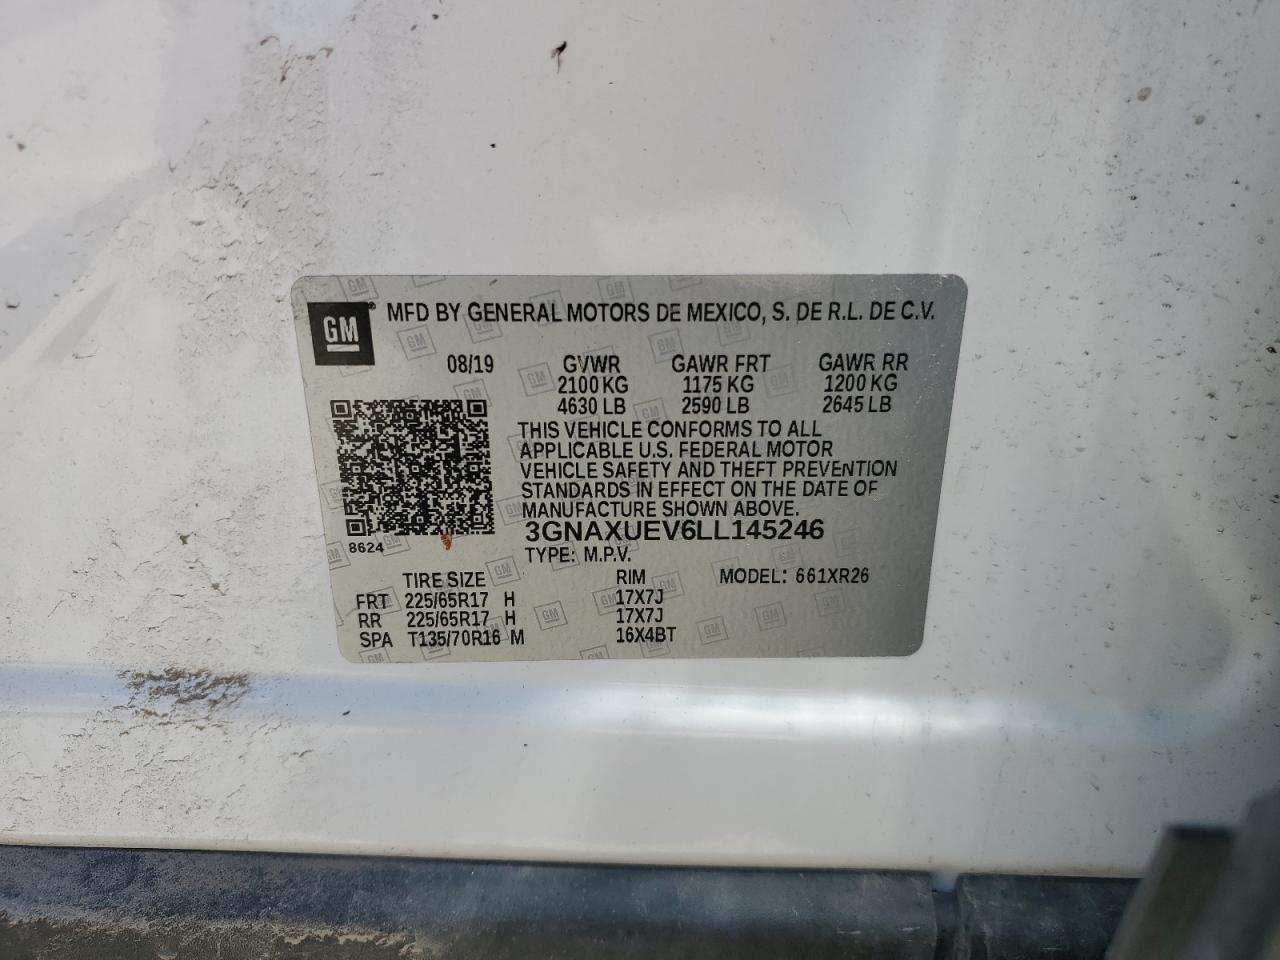 GM® MFD BY GENERAL MOTORS DE MEXICO, S. DE R.L. DE C.V.
08/19 GVWR GAWR FRT GAWR RR
2100 KG 1175 KG 1200 KG
4630 LB 2590 LB 2645 LB
THIS VEHICLE CONFORMS TO ALL
APPLICABLE U.S. FEDERAL MOTOR
VEHICLE SAFETY AND THEFT PREVENTION
STANDARDS IN EFFECT ON THE DATE OF
MANUFACTURE SHOWN ABOVE.
3GNAXUEV6LL145246
8624
TYPE: M.P.V.
TIRE SIZE RIM MODEL: 661XR26
FRT 225/65R17 H 17X7J
RR 225/65R17 H 17X7J
SPA T135/70R16 M 16X4BT